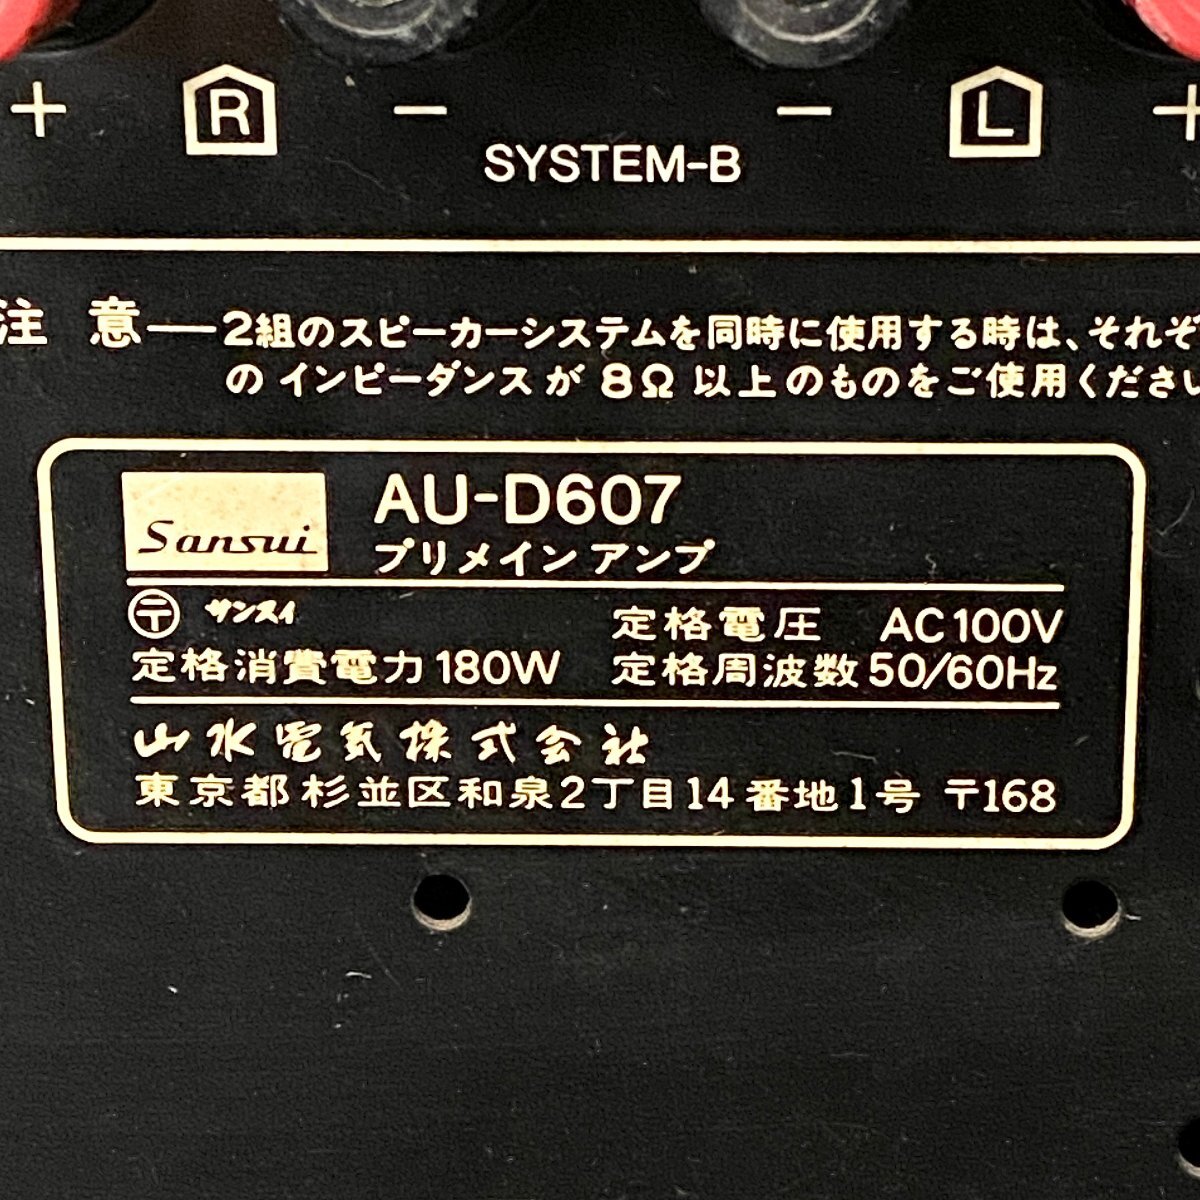 + R − − L +
SYSTEM-B
注 意—2組のスピーカーシステムを同時に使用する時は、それぞ
のインピーダンスが 8Ω 以上のものをご使用ください
Sansui
AU-D607
プリメインアンプ
〒 サンスイ 定格電圧 AC100V
定格消費電力180W 定格周波数50/60Hz
山水電気株式会社
東京都杉並区和泉2丁目14番地1号 〒168